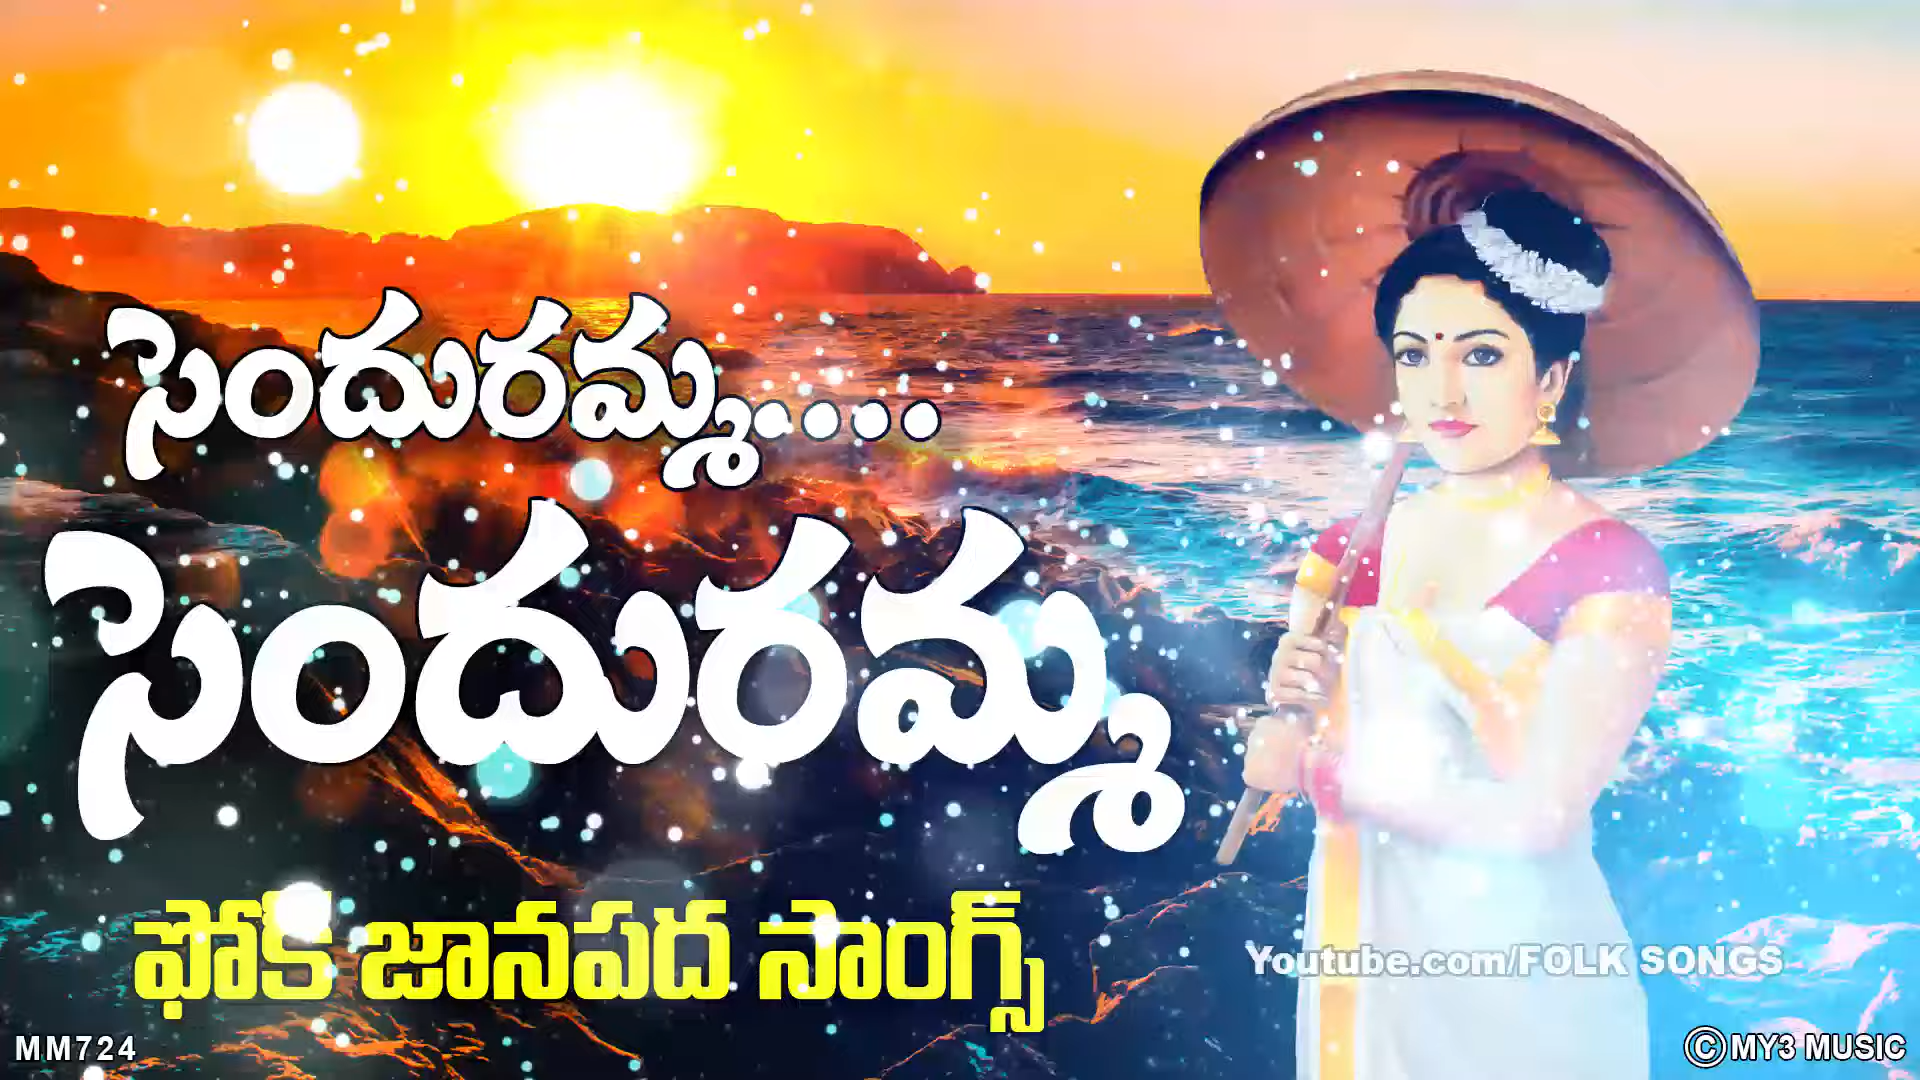 సెందురమ్మ....
సెందురమ్మ
ఫోక్ జానపద సాంగ్స్
Youtube.com/FOLK SONGS
MM724
©MY3 MUSIC